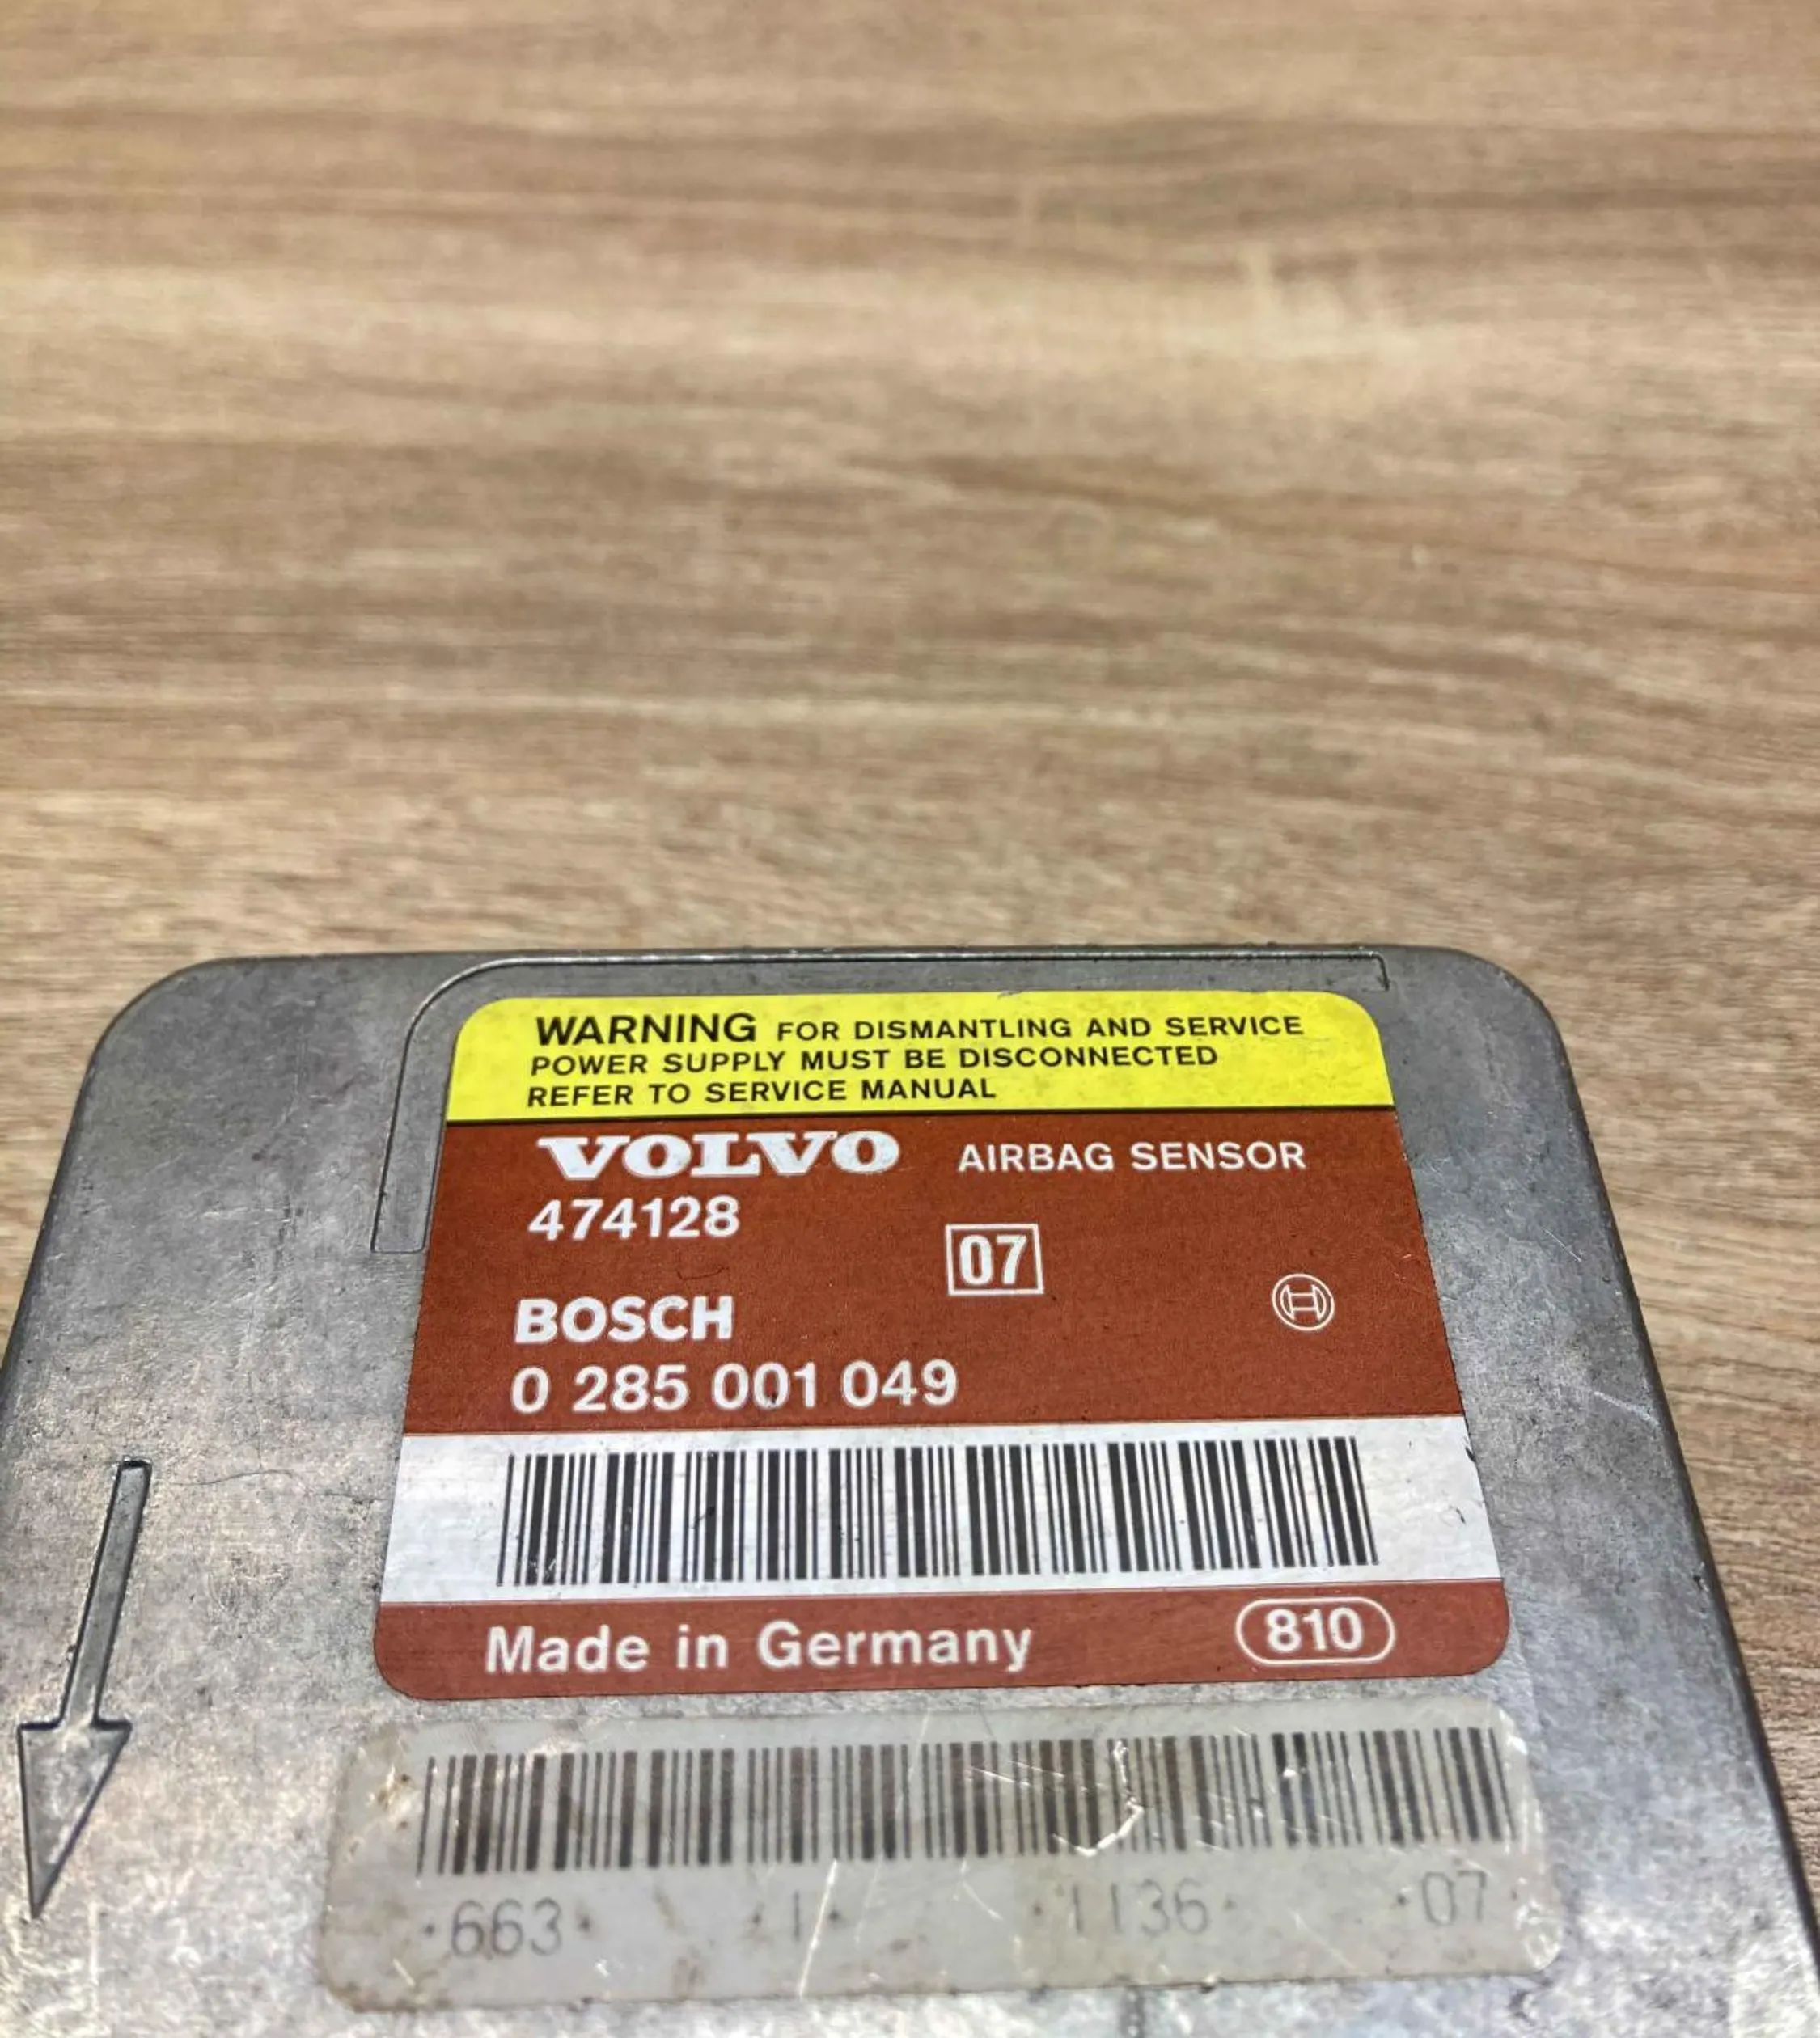 WARNING FOR DISMANTLING AND SERVICE
POWER SUPPLY MUST BE DISCONNECTED
REFER TO SERVICE MANUAL
VOLVO AIRBAG SENSOR
474128
07
BOSCH
0 285 001 049
Made in Germany 810
·663· ·1· ·1136· ·07·